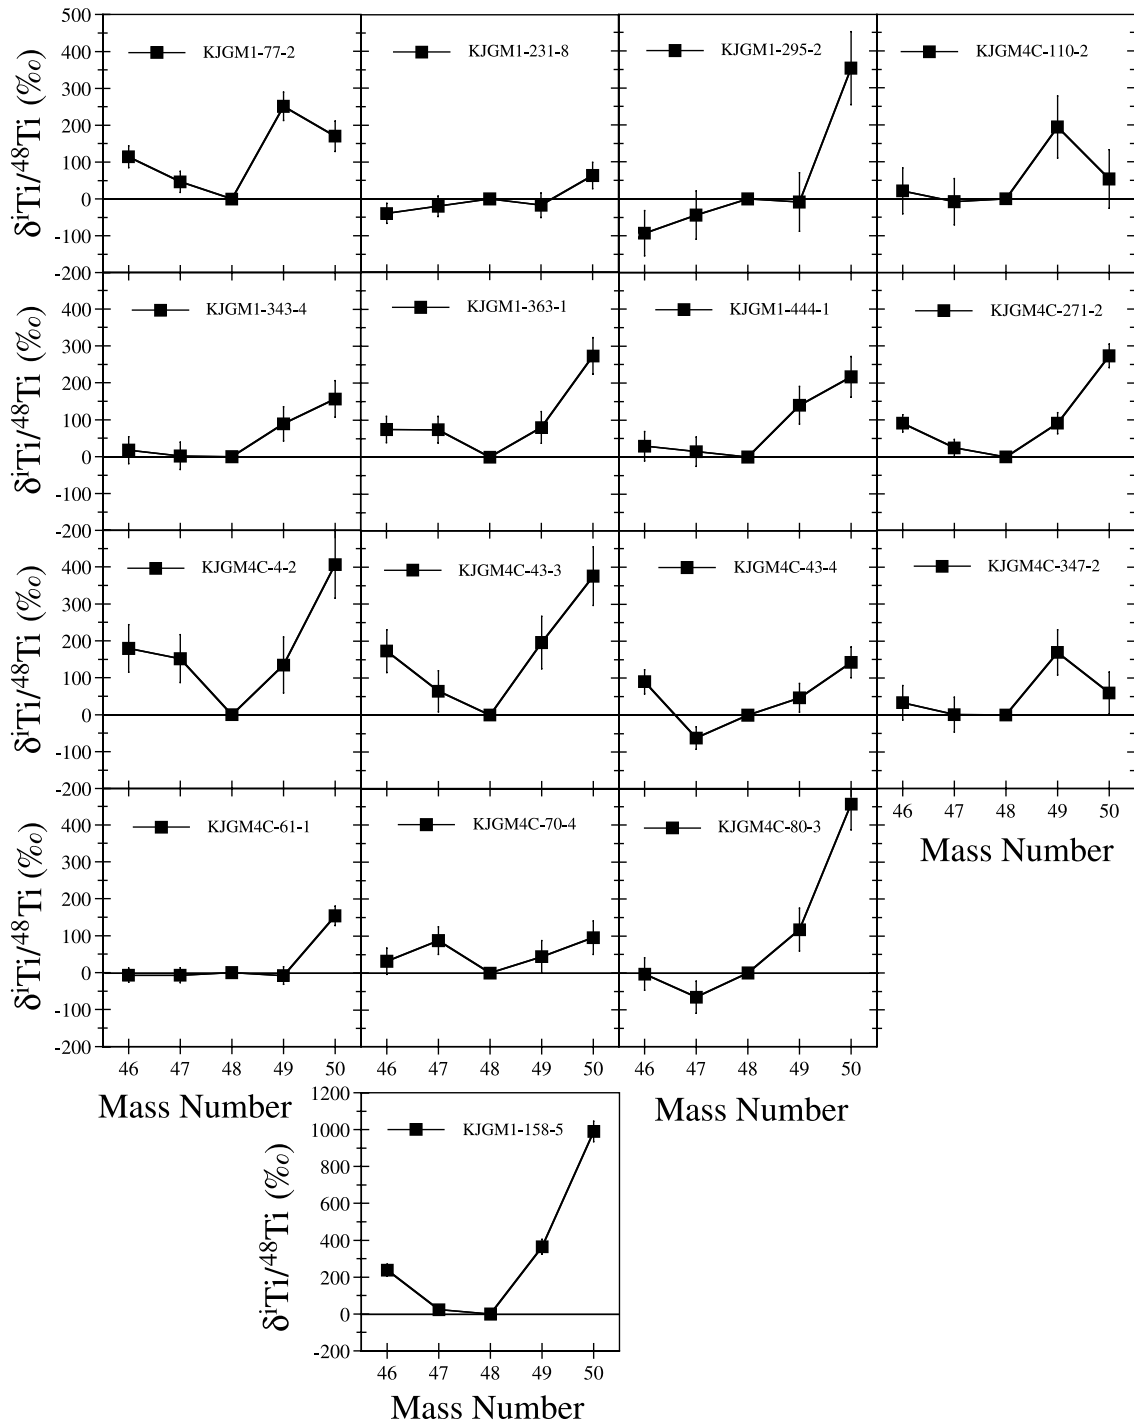 500
400
300
200
100
0
-100
-200
δⁱTi/⁴⁸Ti (‰)
KJGM1-77-2
KJGM1-231-8
KJGM1-295-2
KJGM4C-110-2
400
300
200
100
0
-100
-200
δⁱTi/⁴⁸Ti (‰)
KJGM1-343-4
KJGM1-363-1
KJGM1-444-1
KJGM4C-271-2
400
300
200
100
0
-100
-200
δⁱTi/⁴⁸Ti (‰)
KJGM4C-4-2
KJGM4C-43-3
KJGM4C-43-4
KJGM4C-347-2
46 47 48 49 50
Mass Number
400
300
200
100
0
-100
-200
δⁱTi/⁴⁸Ti (‰)
KJGM4C-61-1
KJGM4C-70-4
KJGM4C-80-3
46 47 48 49 50
46 47 48 49 50
46 47 48 49 50
Mass Number
Mass Number
1200
1000
800
600
400
200
0
-200
δⁱTi/⁴⁸Ti (‰)
KJGM1-158-5
46 47 48 49 50
Mass Number